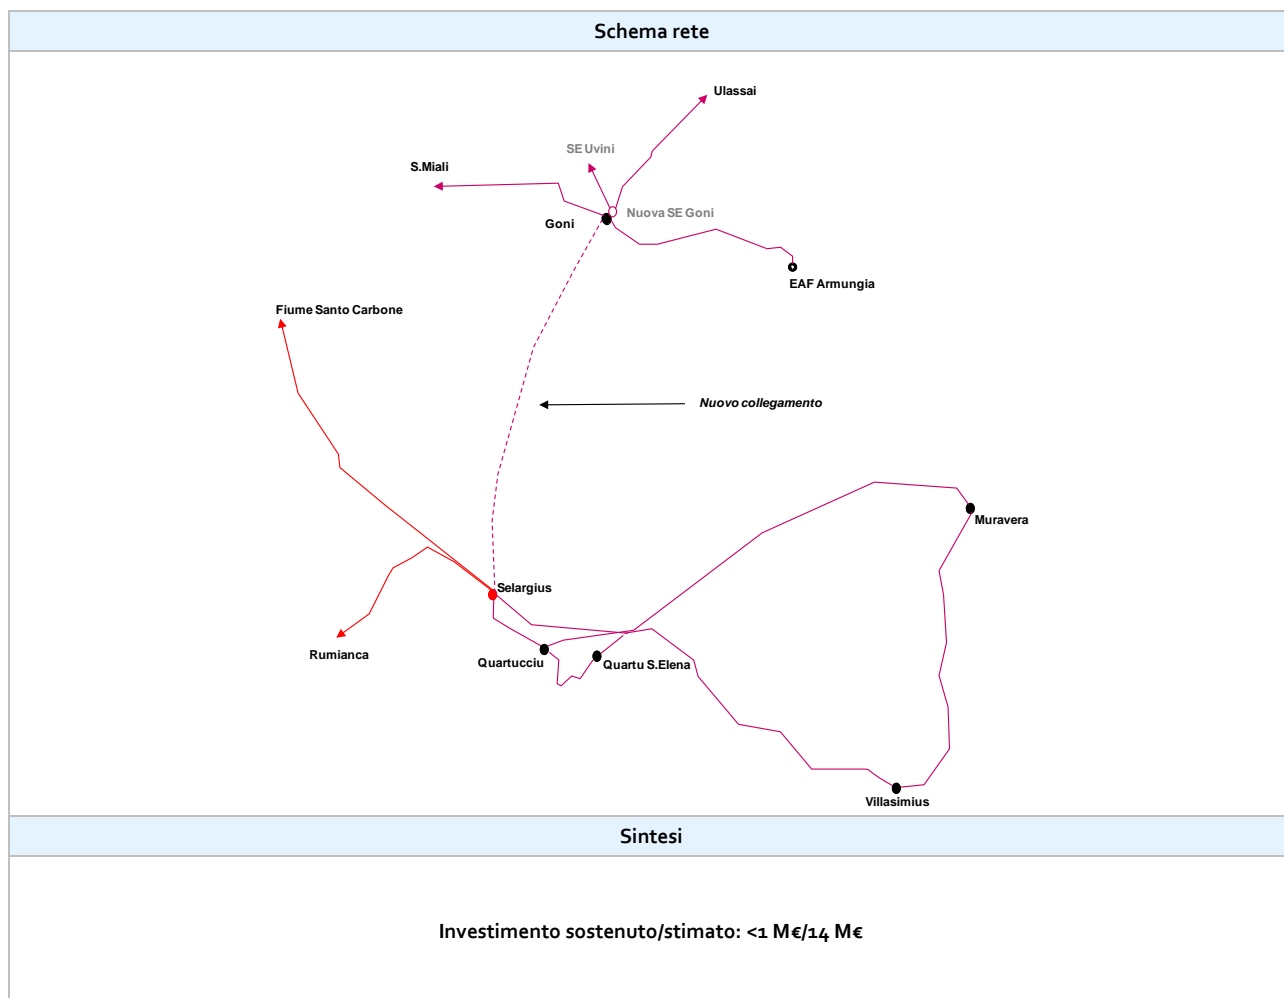 Schema rete
Ulassai
SE Uvini
S.Miali
Nuova SE Goni
Goni
EAF Armungia
Fiume Santo Carbone
Nuovo collegamento
Muravera
Selargius
Rumianca
Quartucciu
Quartu S.Elena
Villasimius
Sintesi
Investimento sostenuto/stimato: <1 M€/14 M€